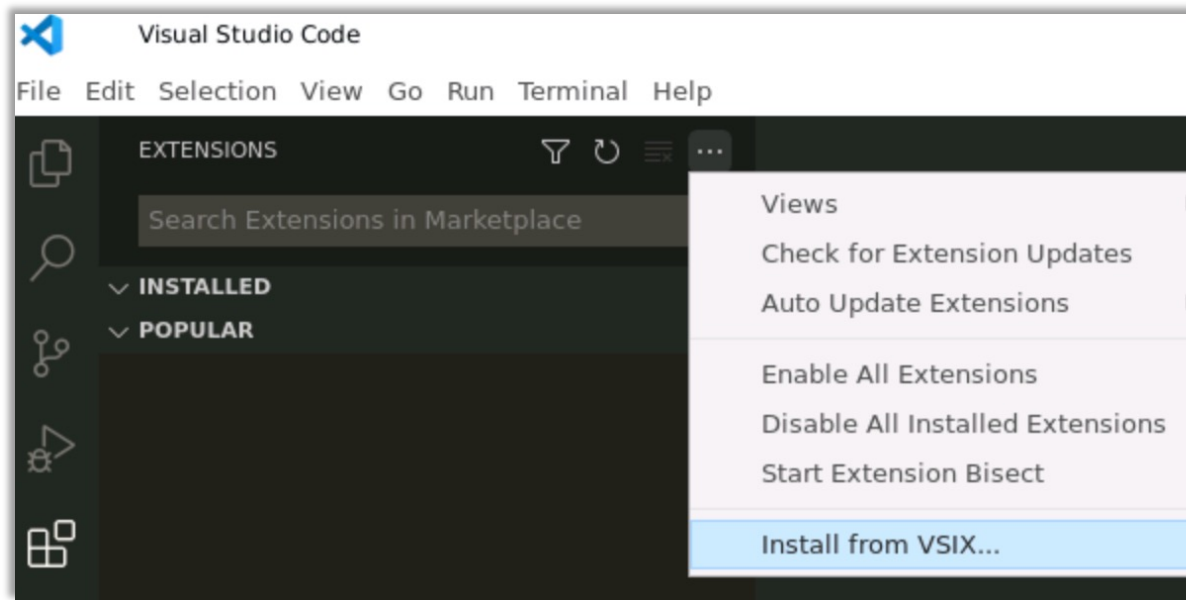 Visual Studio Code
File Edit Selection View Go Run Terminal Help
EXTENSIONS
Search Extensions in Marketplace
INSTALLED
POPULAR
Views
Check for Extension Updates
Auto Update Extensions
Enable All Extensions
Disable All Installed Extensions
Start Extension Bisect
Install from VSIX...